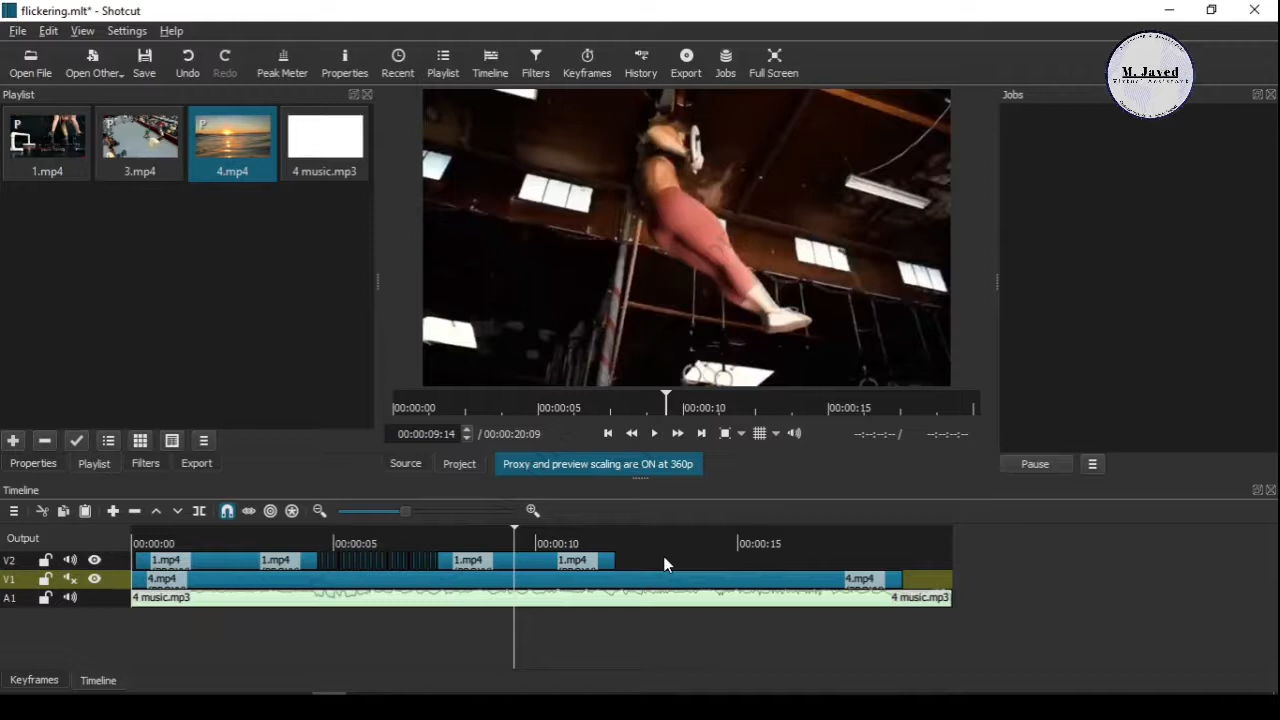 flickering.mlt* - Shotcut
File Edit View Settings Help
Open File Open Other.. Save Undo Redo Peak Meter Properties Recent Playlist Timeline Filters Keyframes History Export Jobs Full Screen
M. Javed
Virtual Assistant
Playlist
Jobs
P P P
1.mp4 3.mp4 4.mp4 4 music.mp3
00:00:00 00:00:05 00:00:10 00:00:15
00:00:09:14 / 00:00:20:09 --:--:--:-- / --:--:--:--
Properties Playlist Filters Export
Source Project Proxy and preview scaling are ON at 360p
Pause
Timeline
Output 00:00:00 00:00:05 00:00:10 00:00:15
V2 1.mp4 1.mp4 1.mp4 1.mp4
V1 4.mp4 4.mp4
A1 4 music.mp3 4 music.mp3
Keyframes Timeline